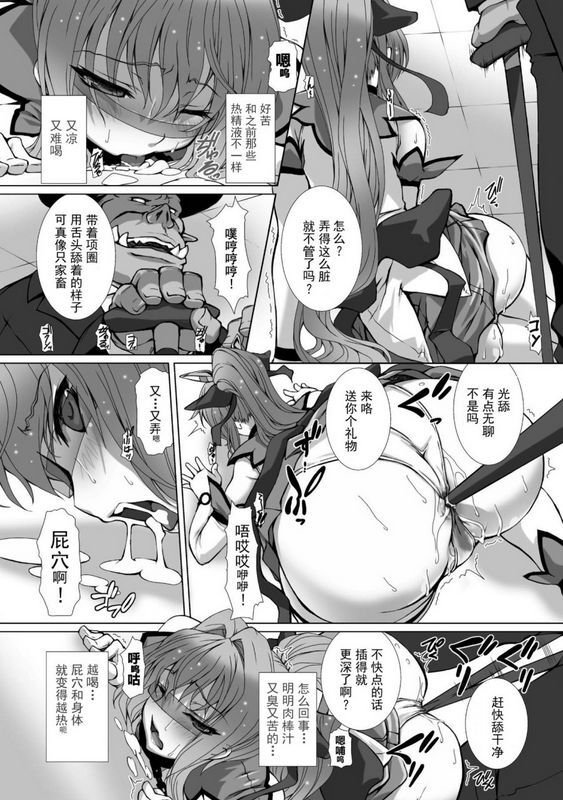 嗯
呜
好苦
和之前那些
热精液不一样
又凉
又难喝
怎么？
弄得这么脏
就不管了吗？
噗哼哼哼！
带着项圈
用舌头舔着的样子
可真像只家畜
光舔
有点无聊
不是吗
来咯
送你个礼物
唔哎哎
咿咿！
又…又弄
嗯
屁穴
啊！
赶快舔干净
不快点的话
插得就
更深了啊？
嗯哺
呜
怎么回事…
明明肉棒汁
又臭又苦的…
呼呜咕
越喝…
屁穴和身体
就变得越热
呃